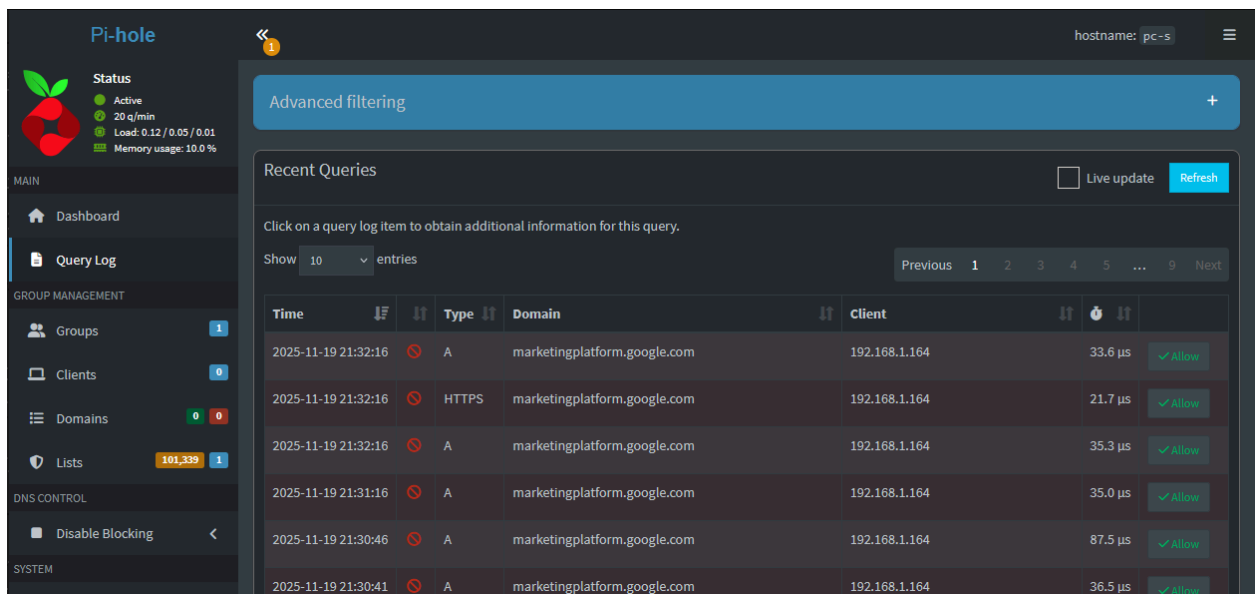 Pi-hole
1
hostname: pc-s
Status
Active
20 q/min
Load: 0.12 / 0.05 / 0.01
Memory usage: 10.0 %
MAIN
Dashboard
Query Log
GROUP MANAGEMENT
Groups 1
Clients 0
Domains 0 0
Lists 101,339 1
DNS CONTROL
Disable Blocking
SYSTEM
Advanced filtering
Recent Queries
Live update Refresh
Click on a query log item to obtain additional information for this query.
Show 10 entries
Previous 1 2 3 4 5 ... 9 Next
Time Type Domain Client
2025-11-19 21:32:16 A marketingplatform.google.com 192.168.1.164 33.6 µs Allow
2025-11-19 21:32:16 HTTPS marketingplatform.google.com 192.168.1.164 21.7 µs Allow
2025-11-19 21:32:16 A marketingplatform.google.com 192.168.1.164 35.3 µs Allow
2025-11-19 21:31:16 A marketingplatform.google.com 192.168.1.164 35.0 µs Allow
2025-11-19 21:30:46 A marketingplatform.google.com 192.168.1.164 87.5 µs Allow
2025-11-19 21:30:41 A marketingplatform.google.com 192.168.1.164 36.5 µs Allow